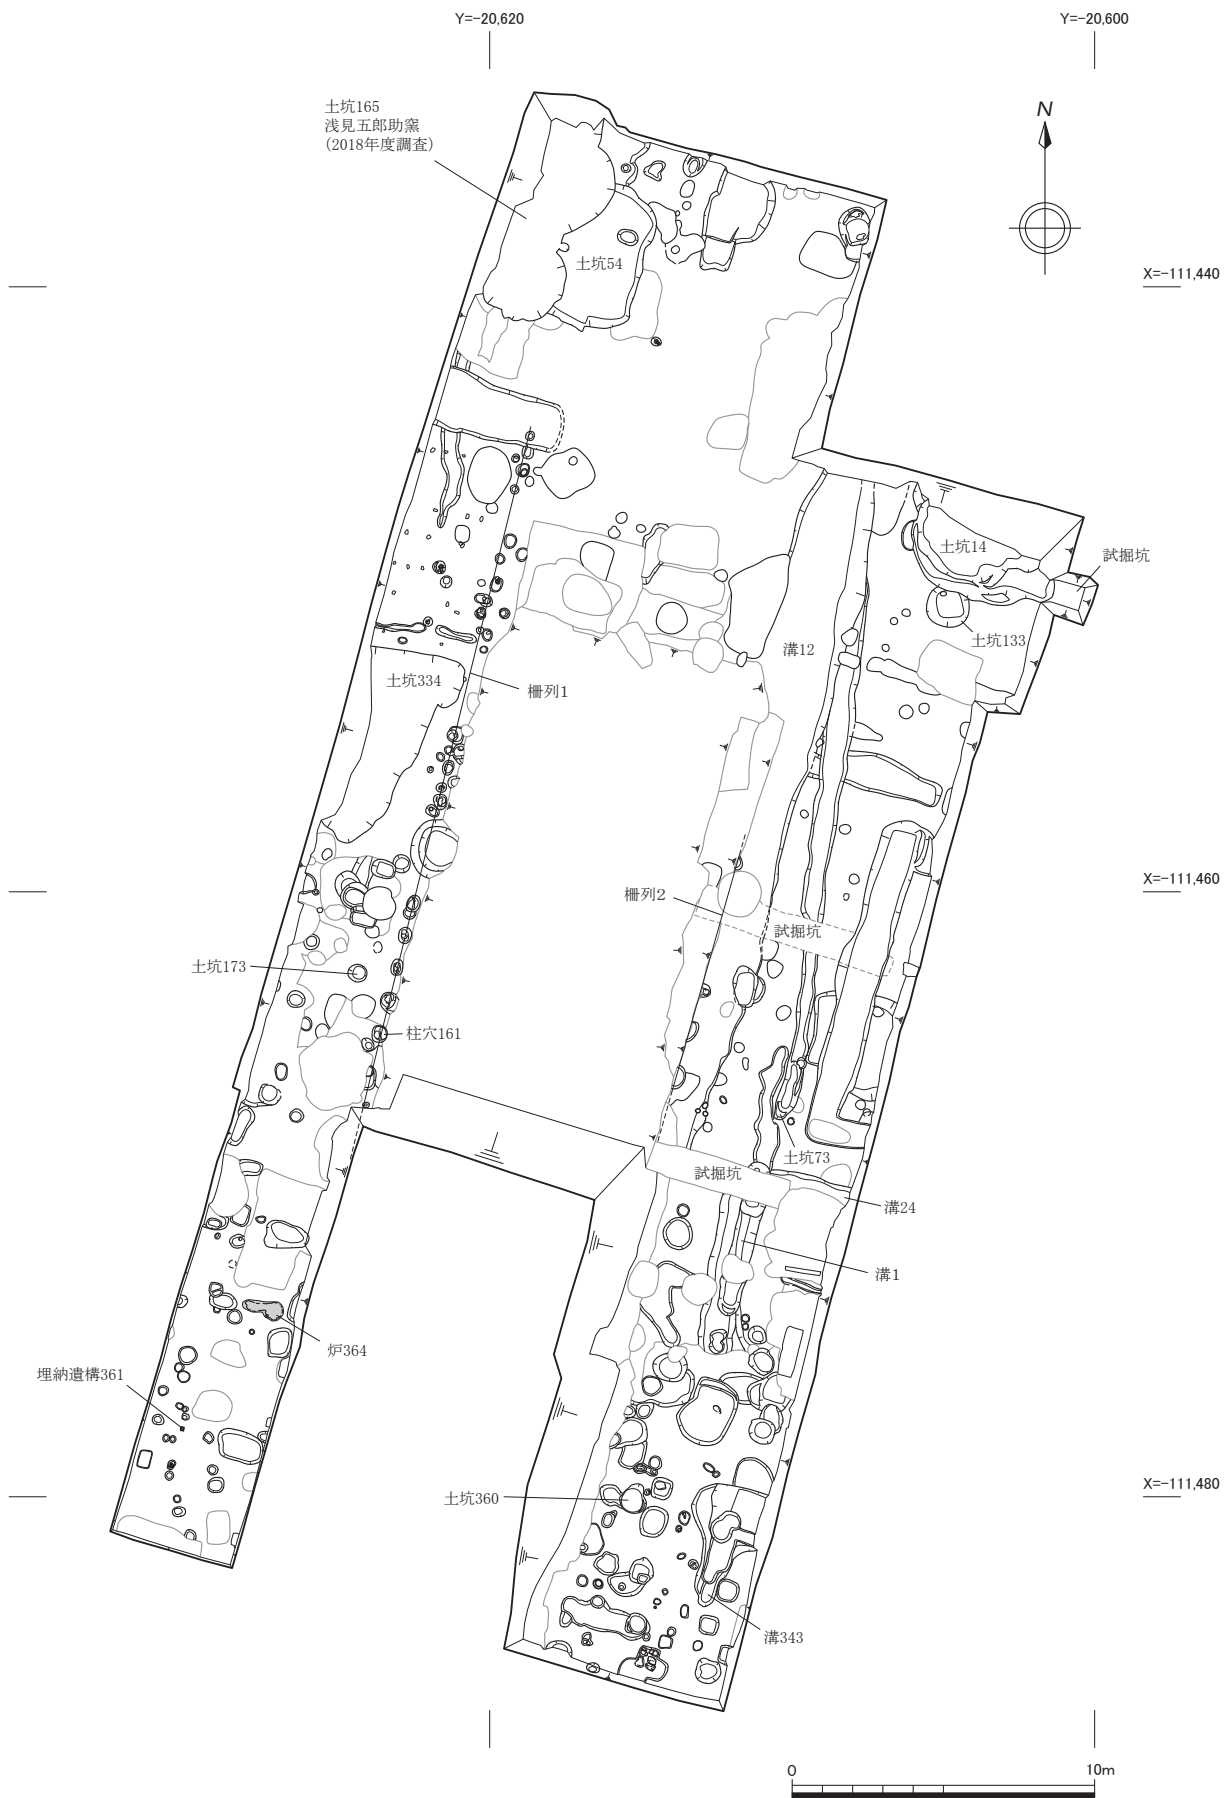 Y=-20,620
Y=-20,600
土坑165
浅見五郎助窯
(2018年度調査)
N
土坑54
X=-111,440
土坑14
試掘坑
土坑133
溝12
土坑334
柵列1
柵列2
X=-111,460
試掘坑
土坑173
柱穴161
土坑73
試掘坑
溝24
溝1
炉364
埋納遺構361
土坑360
X=-111,480
溝343
0
10m